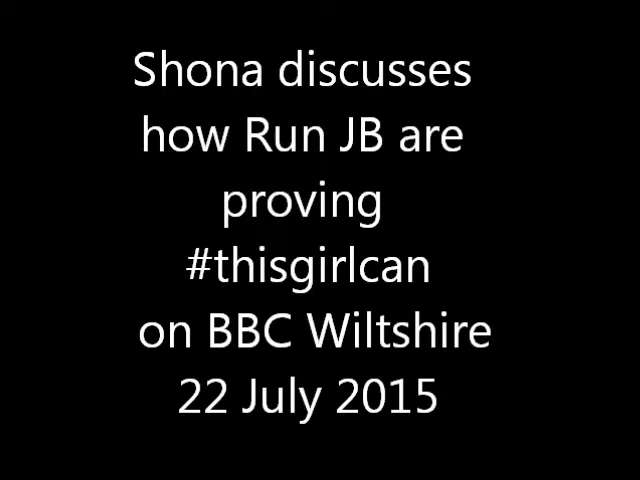 Shona discusses
how Run JB are
proving
#thisgirlcan
on BBC Wiltshire
22 July 2015